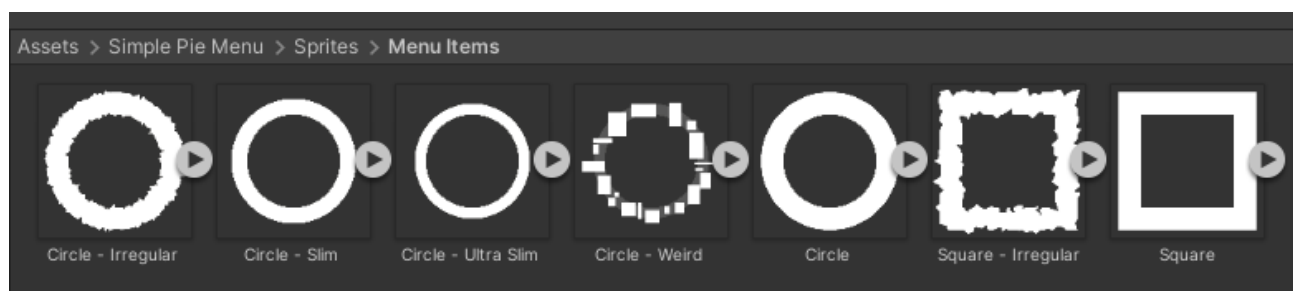 Assets > Simple Pie Menu > Sprites > Menu Items
Circle - Irregular
Circle - Slim
Circle - Ultra Slim
Circle - Weird
Circle
Square - Irregular
Square